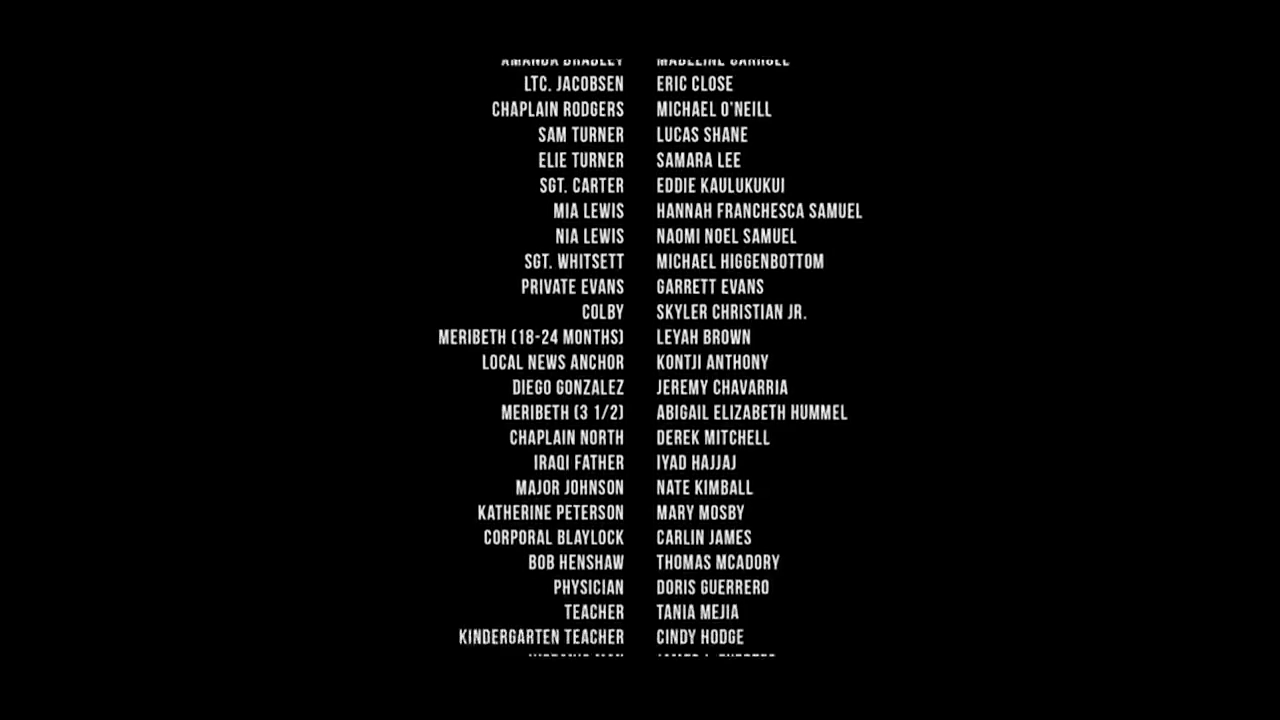 AMANDA BRADLEY MADELINE CARROLL
LTC. JACOBSEN ERIC CLOSE
CHAPLAIN RODGERS MICHAEL O'NEILL
SAM TURNER LUCAS SHANE
ELIE TURNER SAMARA LEE
SGT. CARTER EDDIE KAULUKUKUI
MIA LEWIS HANNAH FRANCHESCA SAMUEL
NIA LEWIS NAOMI NOEL SAMUEL
SGT. WHITSETT MICHAEL HIGGENBOTTOM
PRIVATE EVANS GARRETT EVANS
COLBY SKYLER CHRISTIAN JR.
MERIBETH (18-24 MONTHS) LEYAH BROWN
LOCAL NEWS ANCHOR KONTJI ANTHONY
DIEGO GONZALEZ JEREMY CHAVARRIA
MERIBETH (3 1/2) ABIGAIL ELIZABETH HUMMEL
CHAPLAIN NORTH DEREK MITCHELL
IRAQI FATHER IYAD HAJJAJ
MAJOR JOHNSON NATE KIMBALL
KATHERINE PETERSON MARY MOSBY
CORPORAL BLAYLOCK CARLIN JAMES
BOB HENSHAW THOMAS MCADORY
PHYSICIAN DORIS GUERRERO
TEACHER TANIA MEJIA
KINDERGARTEN TEACHER CINDY HODGE